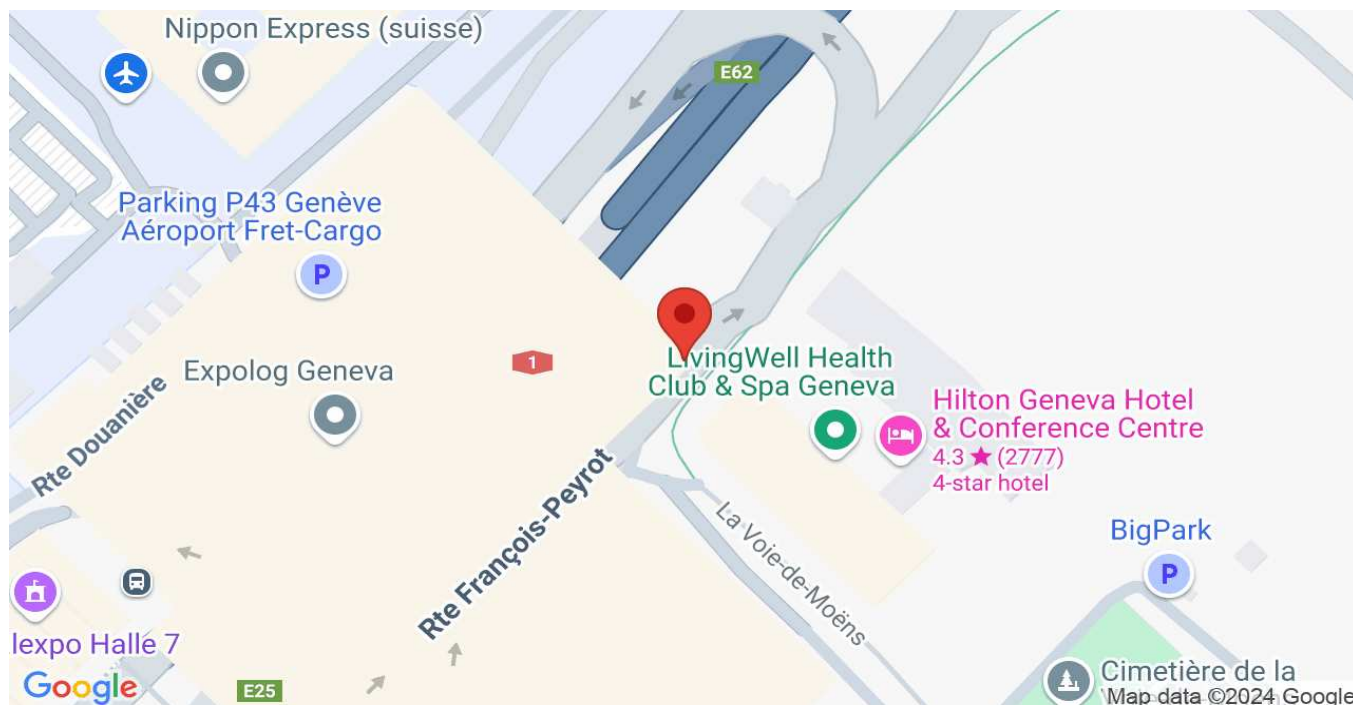 Nippon Express (suisse)
E62
Parking P43 Genève
Aéroport Fret-Cargo
P
1
Expolog Geneva
LivingWell Health
Club & Spa Geneva
Hilton Geneva Hotel
& Conference Centre
4.3 ★ (2777)
4-star hotel
Rte Douanière
Rte François-Peyrot
La Voie-de-Moëns
BigPark
P
lexpo Halle 7
Google
E25
Cimetière de la
Map data ©2024 Google